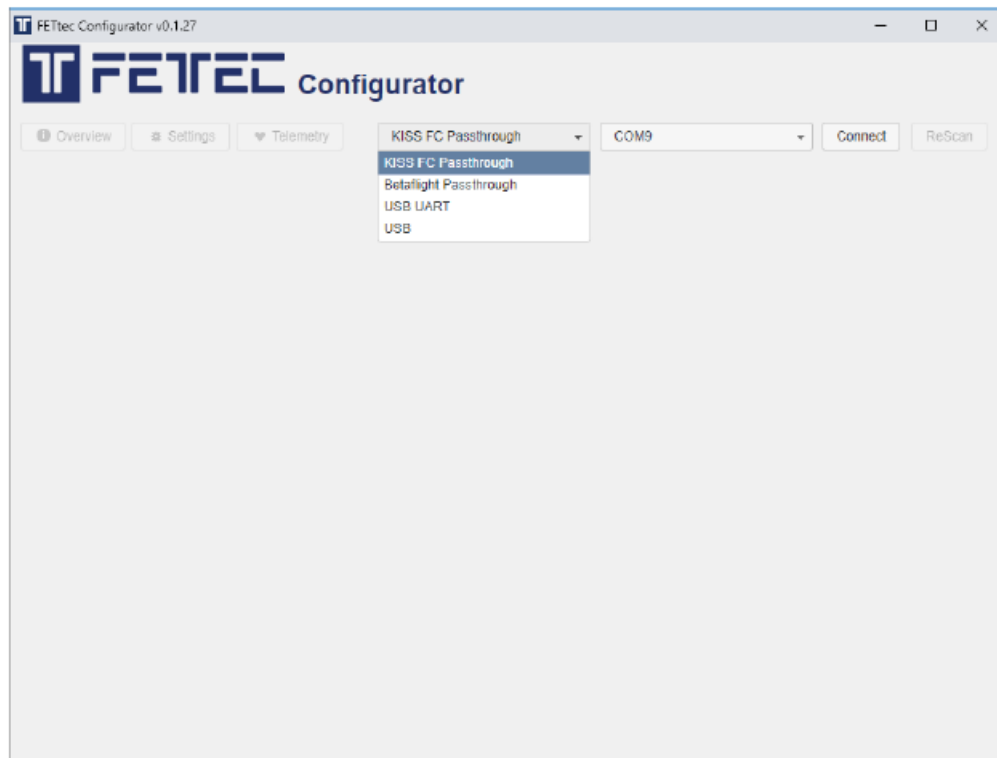 FETtec Configurator v0.1.27
FETTEC Configurator
Overview Settings Telemetry KISS FC Passthrough COM9 Connect ReScan
KISS FC Passthrough
Betaflight Passthrough
USB UART
USB